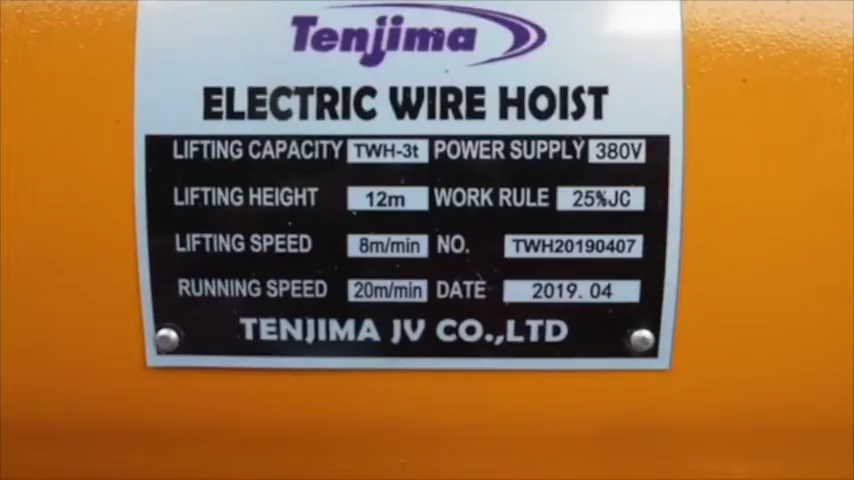 Tenjima
ELECTRIC WIRE HOIST
LIFTING CAPACITY TWH-3t POWER SUPPLY 380V
LIFTING HEIGHT 12m WORK RULE 25%JC
LIFTING SPEED 8m/min NO. TWH20190407
RUNNING SPEED 20m/min DATE 2019.04
TENJIMA JV CO.,LTD